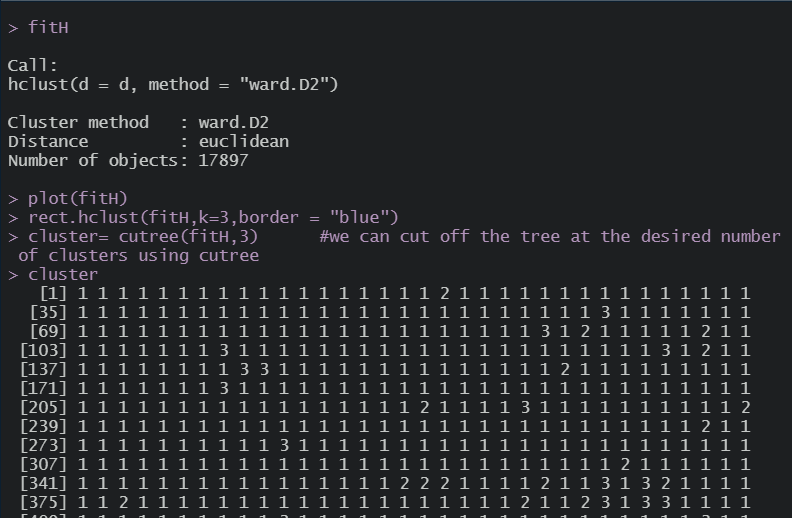 > fitH
Call:
hclust(d = d, method = "ward.D2")
Cluster method   : ward.D2
Distance         : euclidean
Number of objects: 17897
> plot(fitH)
> rect.hclust(fitH,k=3,border = "blue")
> cluster= cutree(fitH,3)      #we can cut off the tree at the desired number
of clusters using cutree
> cluster
[1] 1 1 1 1 1 1 1 1 1 1 1 1 1 1 1 1 1 1 2 1 1 1 1 1 1 1 1 1 1 1 1 1 1 1
[35] 1 1 1 1 1 1 1 1 1 1 1 1 1 1 1 1 1 1 1 1 1 1 1 1 1 1 3 1 1 1 1 1 1 1
[69] 1 1 1 1 1 1 1 1 1 1 1 1 1 1 1 1 1 1 1 1 1 1 1 3 1 2 1 1 1 1 1 2 1 1
[103] 1 1 1 1 1 1 1 3 1 1 1 1 1 1 1 1 1 1 1 1 1 1 1 1 1 1 1 1 1 3 1 2 1 1
[137] 1 1 1 1 1 1 1 1 3 3 1 1 1 1 1 1 1 1 1 1 1 1 1 1 2 1 1 1 1 1 1 1 1 1
[171] 1 1 1 1 1 1 1 3 1 1 1 1 1 1 1 1 1 1 1 1 1 1 1 1 1 1 1 1 1 1 1 1 1 1
[205] 1 1 1 1 1 1 1 1 1 1 1 1 1 1 1 1 1 2 1 1 1 1 3 1 1 1 1 1 1 1 1 1 1 2
[239] 1 1 1 1 1 1 1 1 1 1 1 1 1 1 1 1 1 1 1 1 1 1 1 1 1 1 1 1 1 1 1 2 1 1
[273] 1 1 1 1 1 1 1 1 1 1 3 1 1 1 1 1 1 1 1 1 1 1 1 1 1 1 1 1 1 1 1 1 1 1
[307] 1 1 1 1 1 1 1 1 1 1 1 1 1 1 1 1 1 1 1 1 1 1 1 1 1 1 1 2 1 1 1 1 1 1
[341] 1 1 1 1 1 1 1 1 1 1 1 1 1 1 1 1 2 2 2 1 1 1 1 2 1 1 3 1 3 2 1 1 1 1
[375] 1 1 2 1 1 1 1 1 1 1 1 1 1 1 1 1 1 1 1 1 1 1 2 1 1 2 3 1 3 3 1 1 1 1